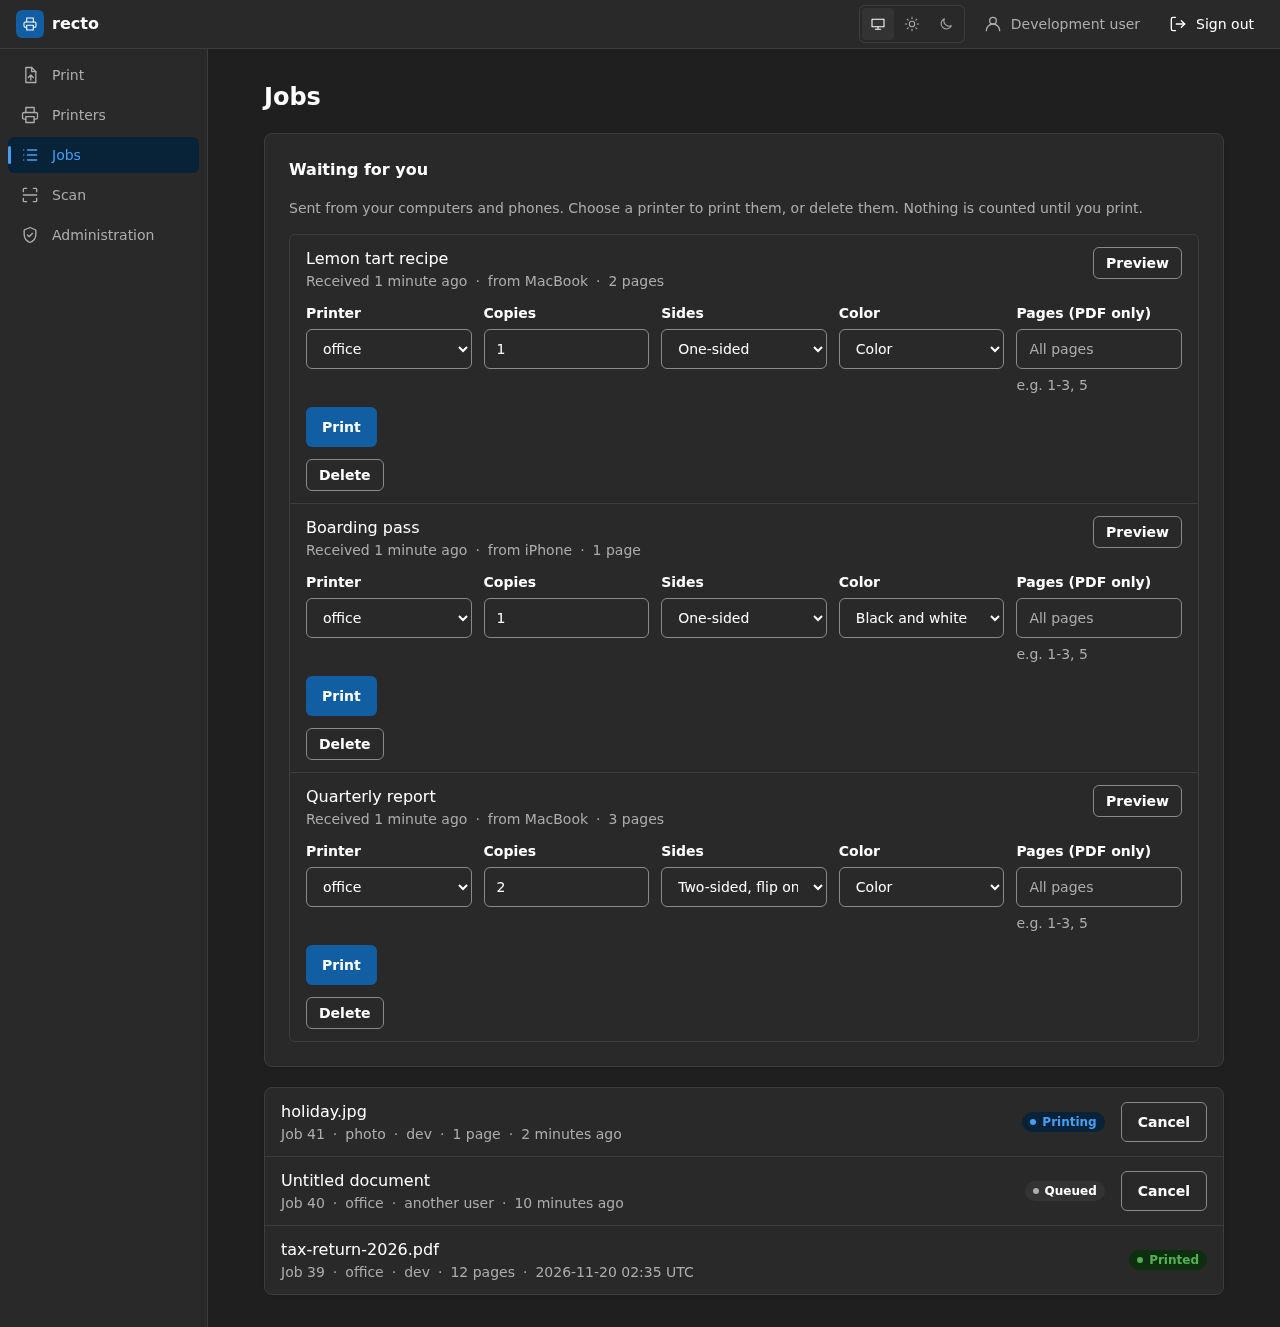 recto
Development user
Sign out
Print
Printers
Jobs
Scan
Administration
Jobs
Waiting for you
Sent from your computers and phones. Choose a printer to print them, or delete them. Nothing is counted until you print.
Lemon tart recipe
Preview
Received 1 minute ago · from MacBook · 2 pages
Printer Copies Sides Color Pages (PDF only)
office 1 One-sided Color All pages
e.g. 1-3, 5
Print
Delete
Boarding pass
Preview
Received 1 minute ago · from iPhone · 1 page
Printer Copies Sides Color Pages (PDF only)
office 1 One-sided Black and white All pages
e.g. 1-3, 5
Print
Delete
Quarterly report
Preview
Received 1 minute ago · from MacBook · 3 pages
Printer Copies Sides Color Pages (PDF only)
office 2 Two-sided, flip on Color All pages
e.g. 1-3, 5
Print
Delete
holiday.jpg
Job 41 · photo · dev · 1 page · 2 minutes ago
Printing Cancel
Untitled document
Job 40 · office · another user · 10 minutes ago
Queued Cancel
tax-return-2026.pdf
Job 39 · office · dev · 12 pages · 2026-11-20 02:35 UTC
Printed